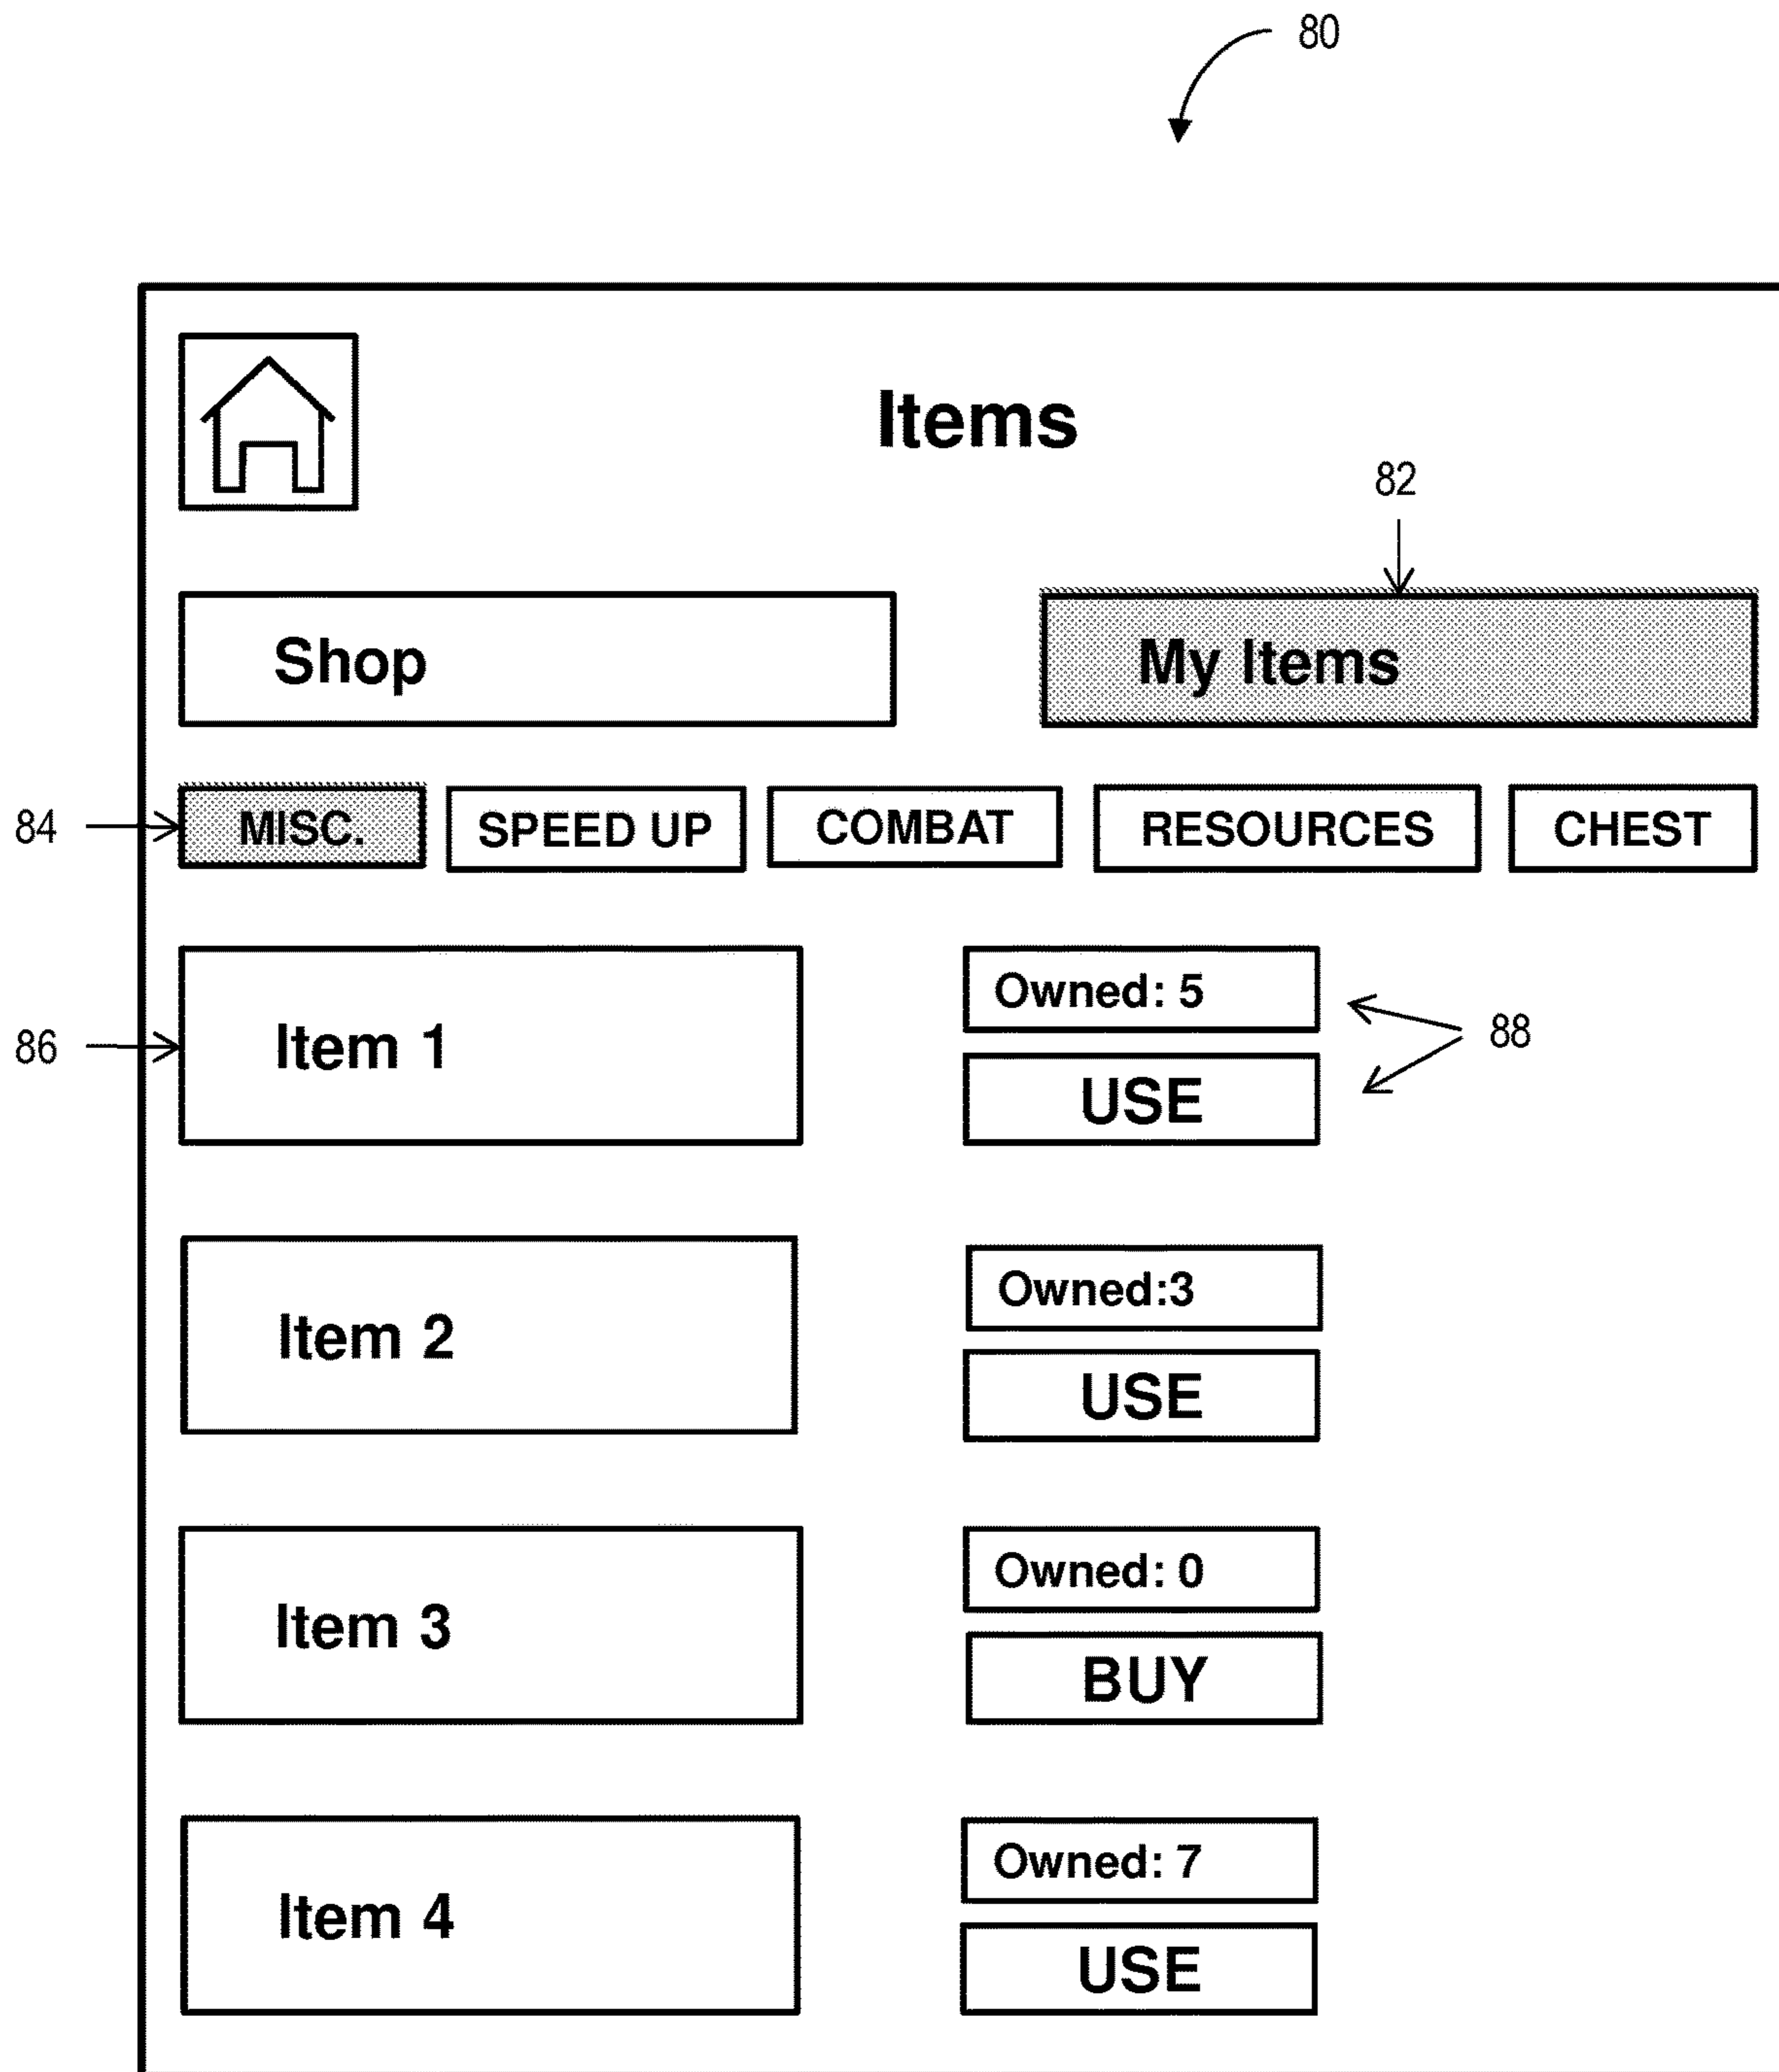 80
Items
82
Shop
My Items
84
MISC.
SPEED UP
COMBAT
RESOURCES
CHEST
86
Item 1
Owned: 5
USE
88
Item 2
Owned:3
USE
Item 3
Owned: 0
BUY
Item 4
Owned: 7
USE